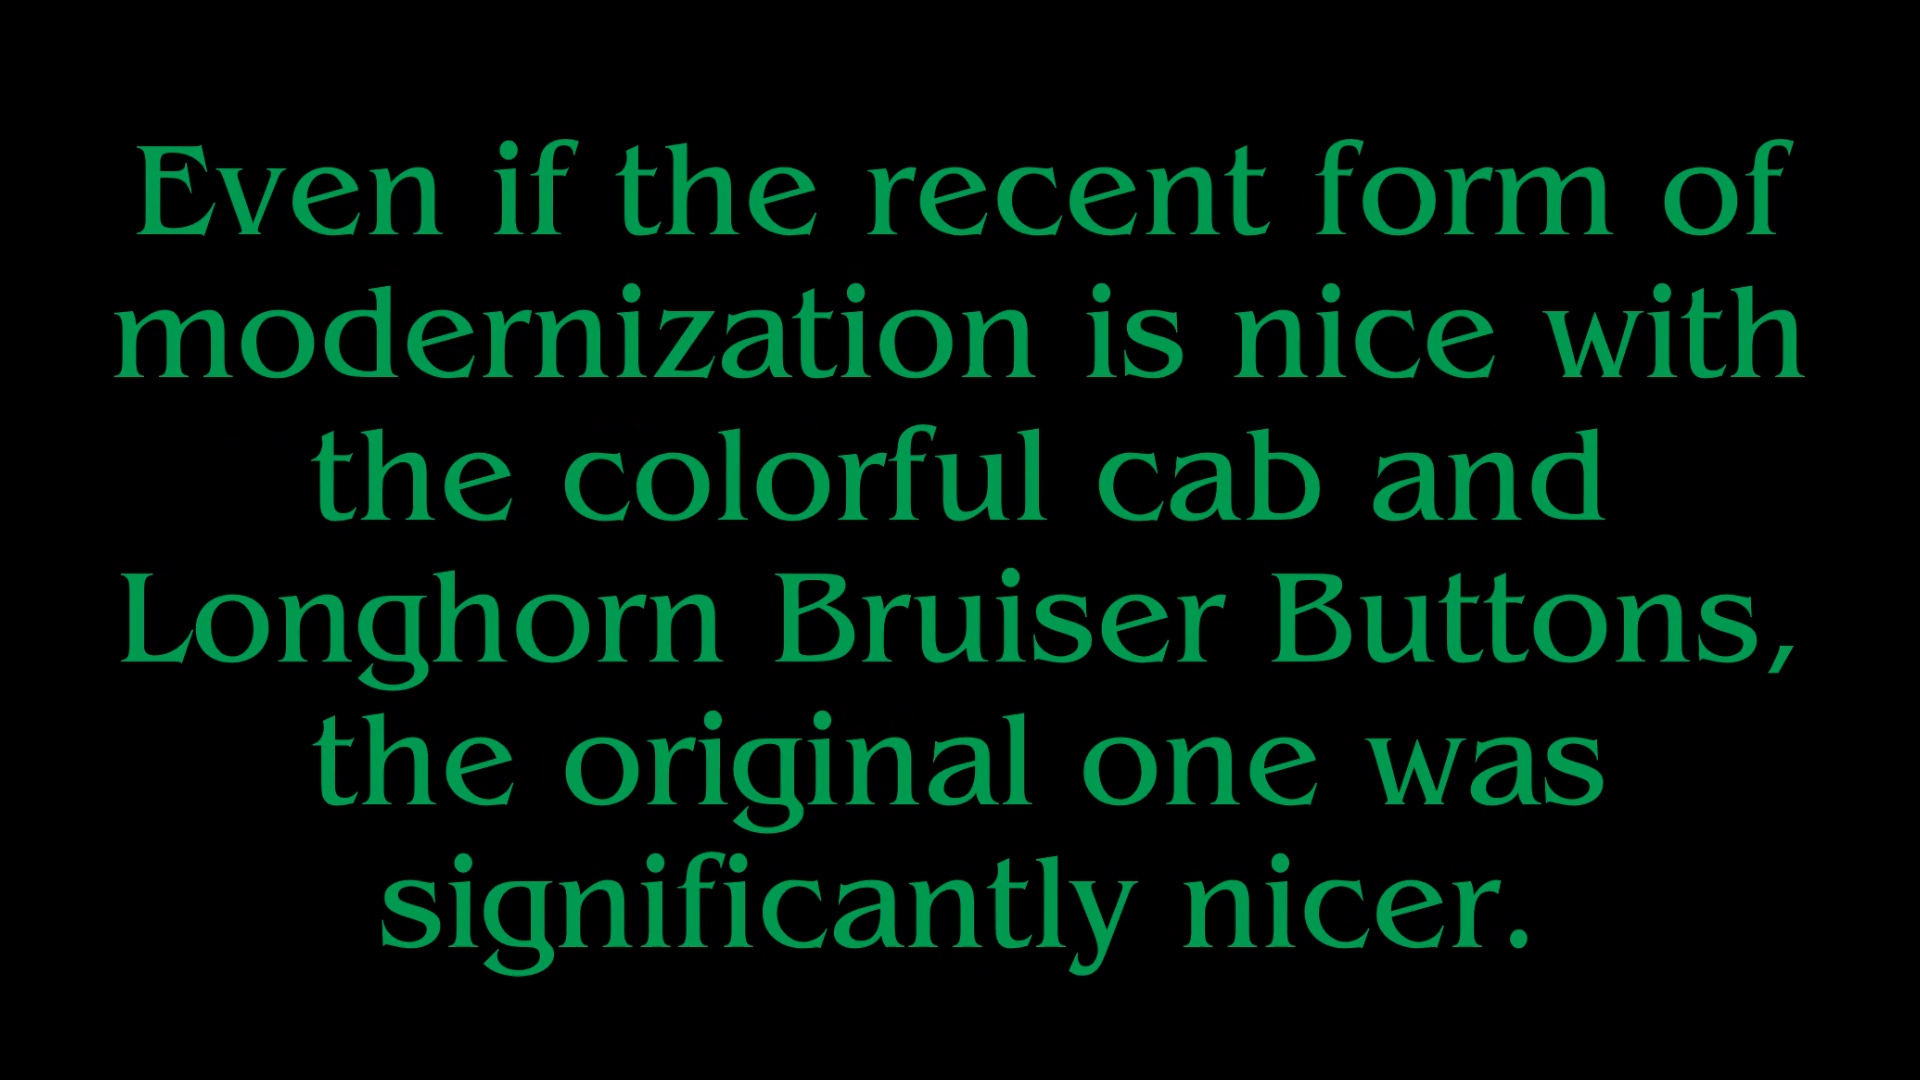 Even if the recent form of
modernization is nice with
the colorful cab and
Longhorn Bruiser Buttons,
the original one was
significantly nicer.